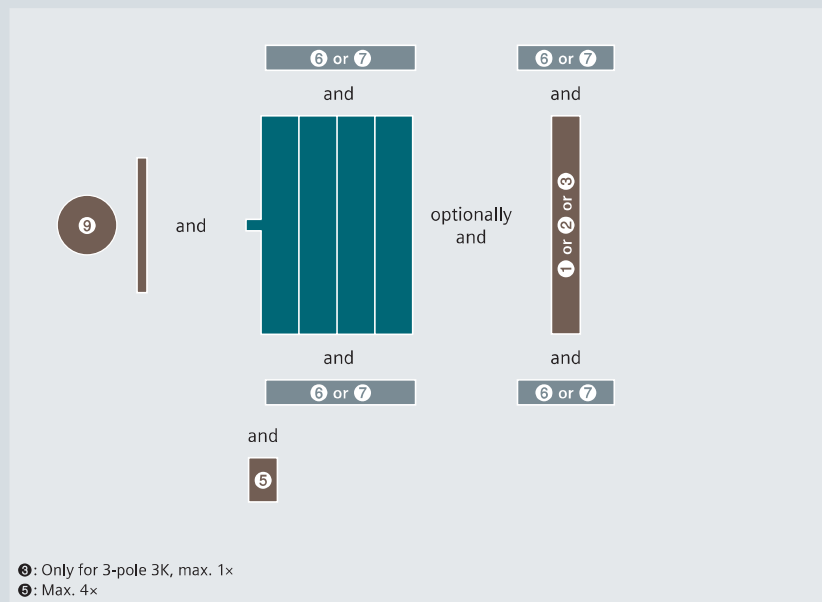 ❻ or ❼
❻ or ❼
and
and
❾
and
optionally
and
❶ or ❷ or ❸
and
and
❻ or ❼
❻ or ❼
and
❺
❸: Only for 3-pole 3K, max. 1×
❺: Max. 4×